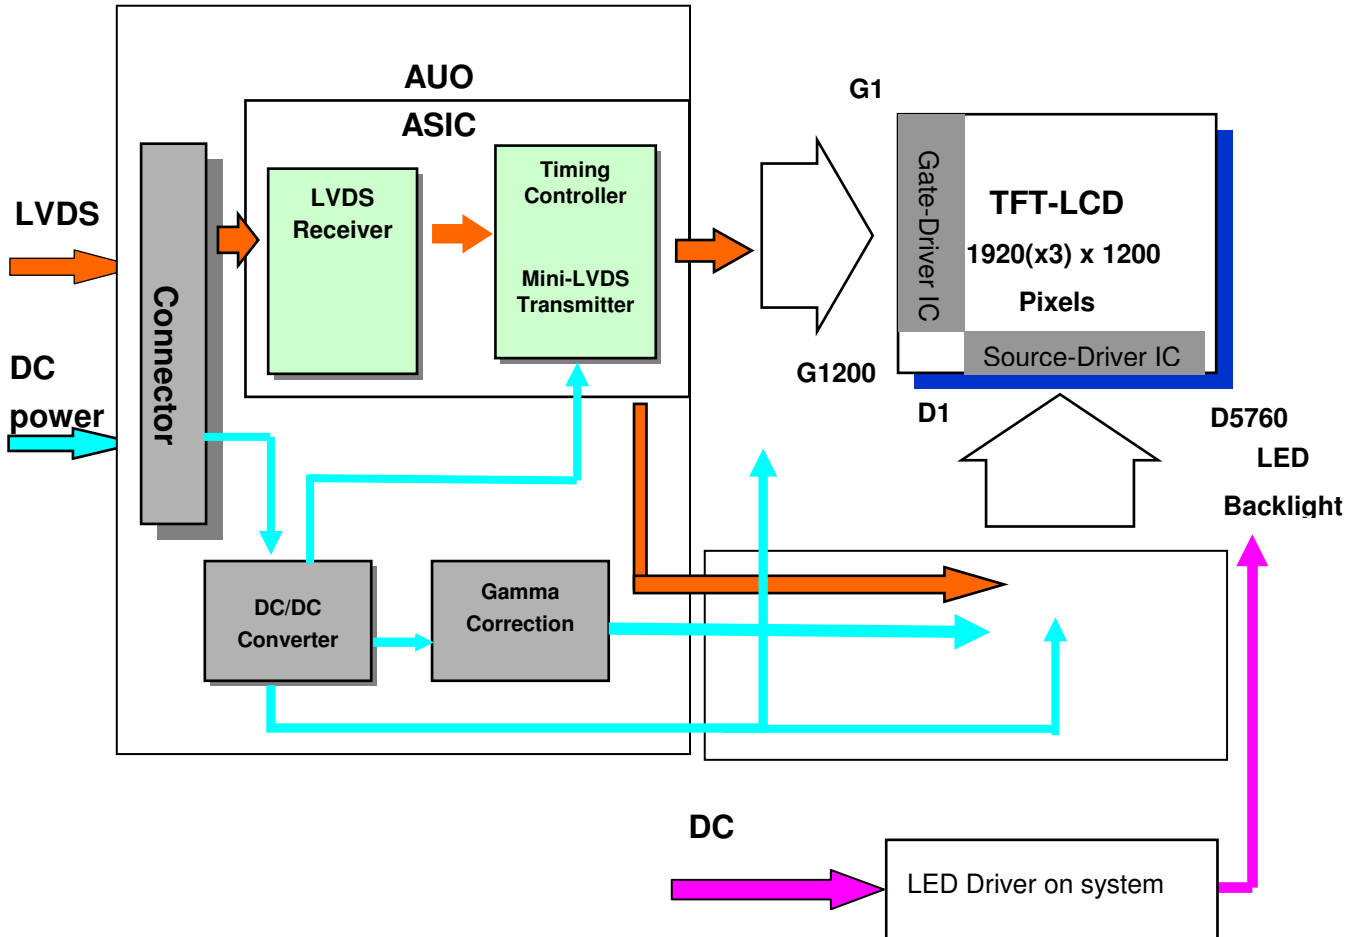 AUO
ASIC
G1
LVDS
DC
power
Connector
LVDS
Receiver
Timing
Controller
Mini-LVDS
Transmitter
Gate-Driver IC
TFT-LCD
1920(x3) x 1200
Pixels
Source-Driver IC
G1200
D1
D5760
LED
Backlight
DC/DC
Converter
Gamma
Correction
DC
LED Driver on system